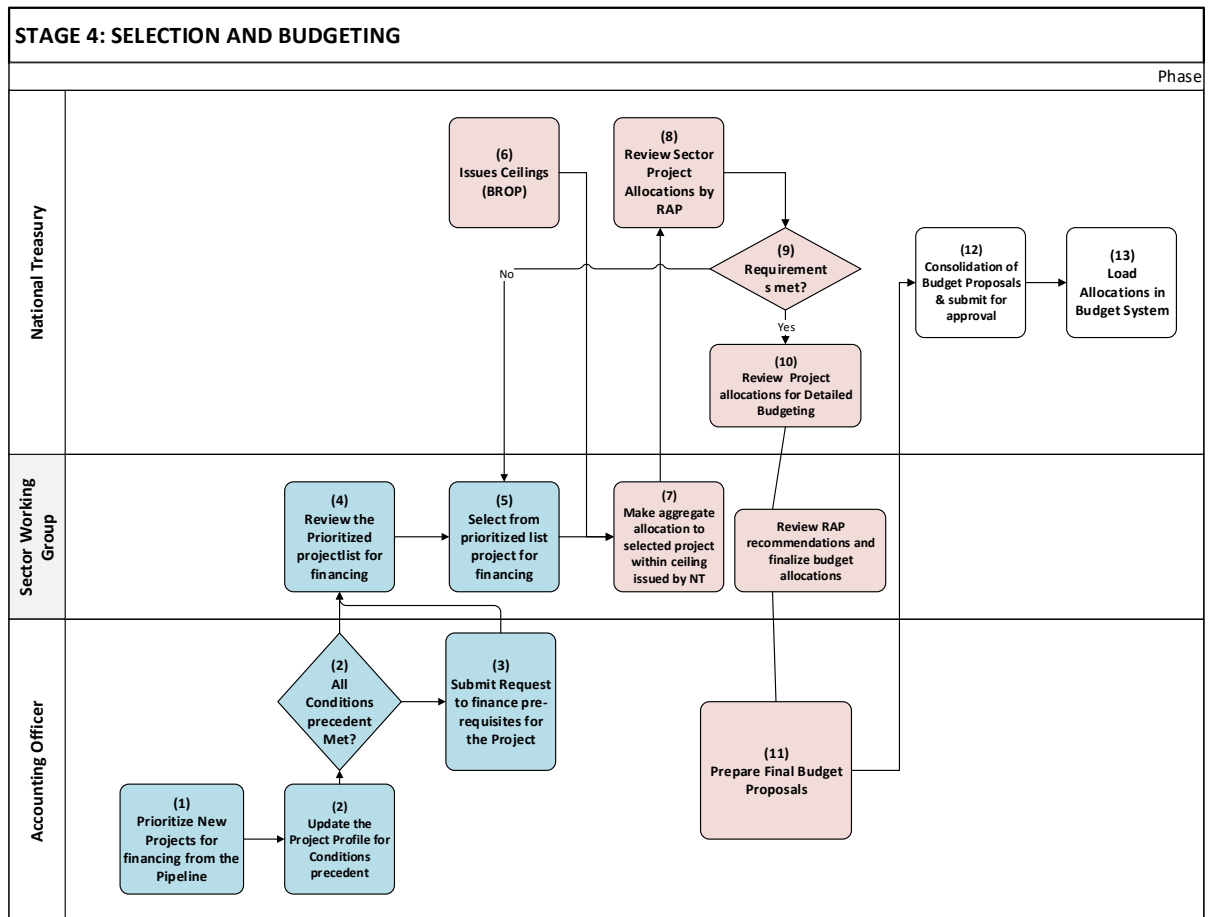 STAGE 4: SELECTION AND BUDGETING
Phase
National Treasury
(6)
Issues Ceilings
(BROP)
(8)
Review Sector
Project
Allocations by
RAP
(9)
Requirement
s met?
No
Yes
(10)
Review Project
allocations for Detailed
Budgeting
(12)
Consolidation of
Budget Proposals
& submit for
approval
(13)
Load
Allocations in
Budget System
Sector Working
Group
(4)
Review the
Prioritized
projectlist for
financing
(5)
Select from
prioritized list
project for
financing
(7)
Make aggregate
allocation to
selected project
within ceiling
issued by NT
Review RAP
recommendations and
finalize budget
allocations
Accounting Officer
(2)
All
Conditions
precedent
Met?
(3)
Submit Request
to finance pre-
requisites for
the Project
(1)
Prioritize New
Projects for
financing from the
Pipeline
(2)
Update the
Project Profile for
Conditions
precedent
(11)
Prepare Final Budget
Proposals